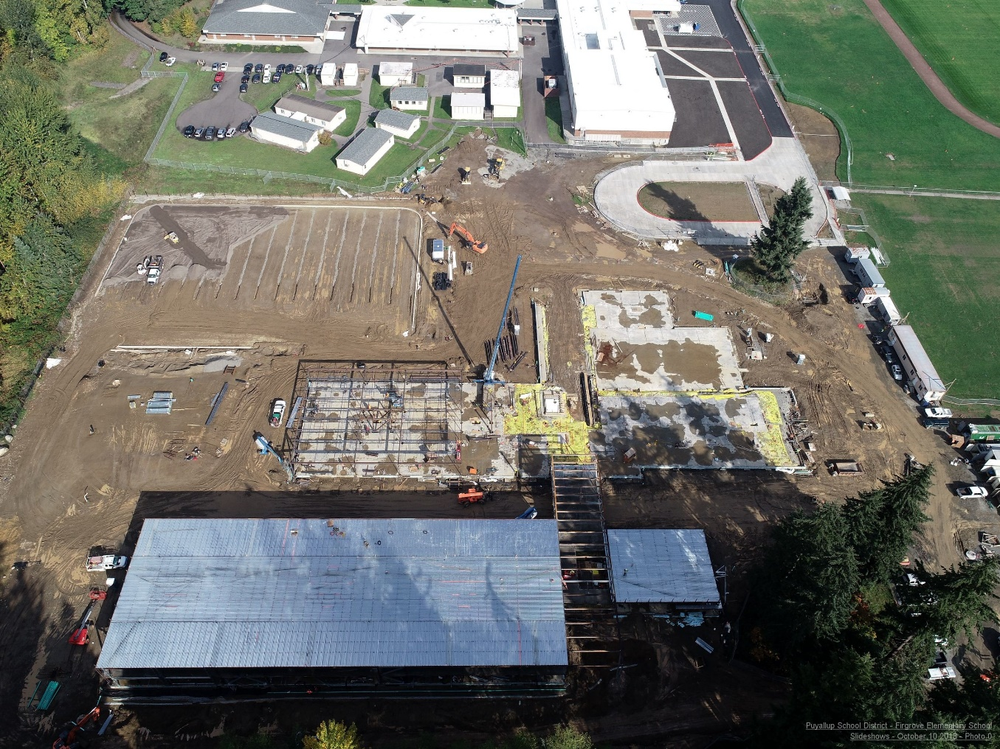 Puyallup School District - Firgrove Elementary School
Slideshows - October 10 2018 - Photo 0